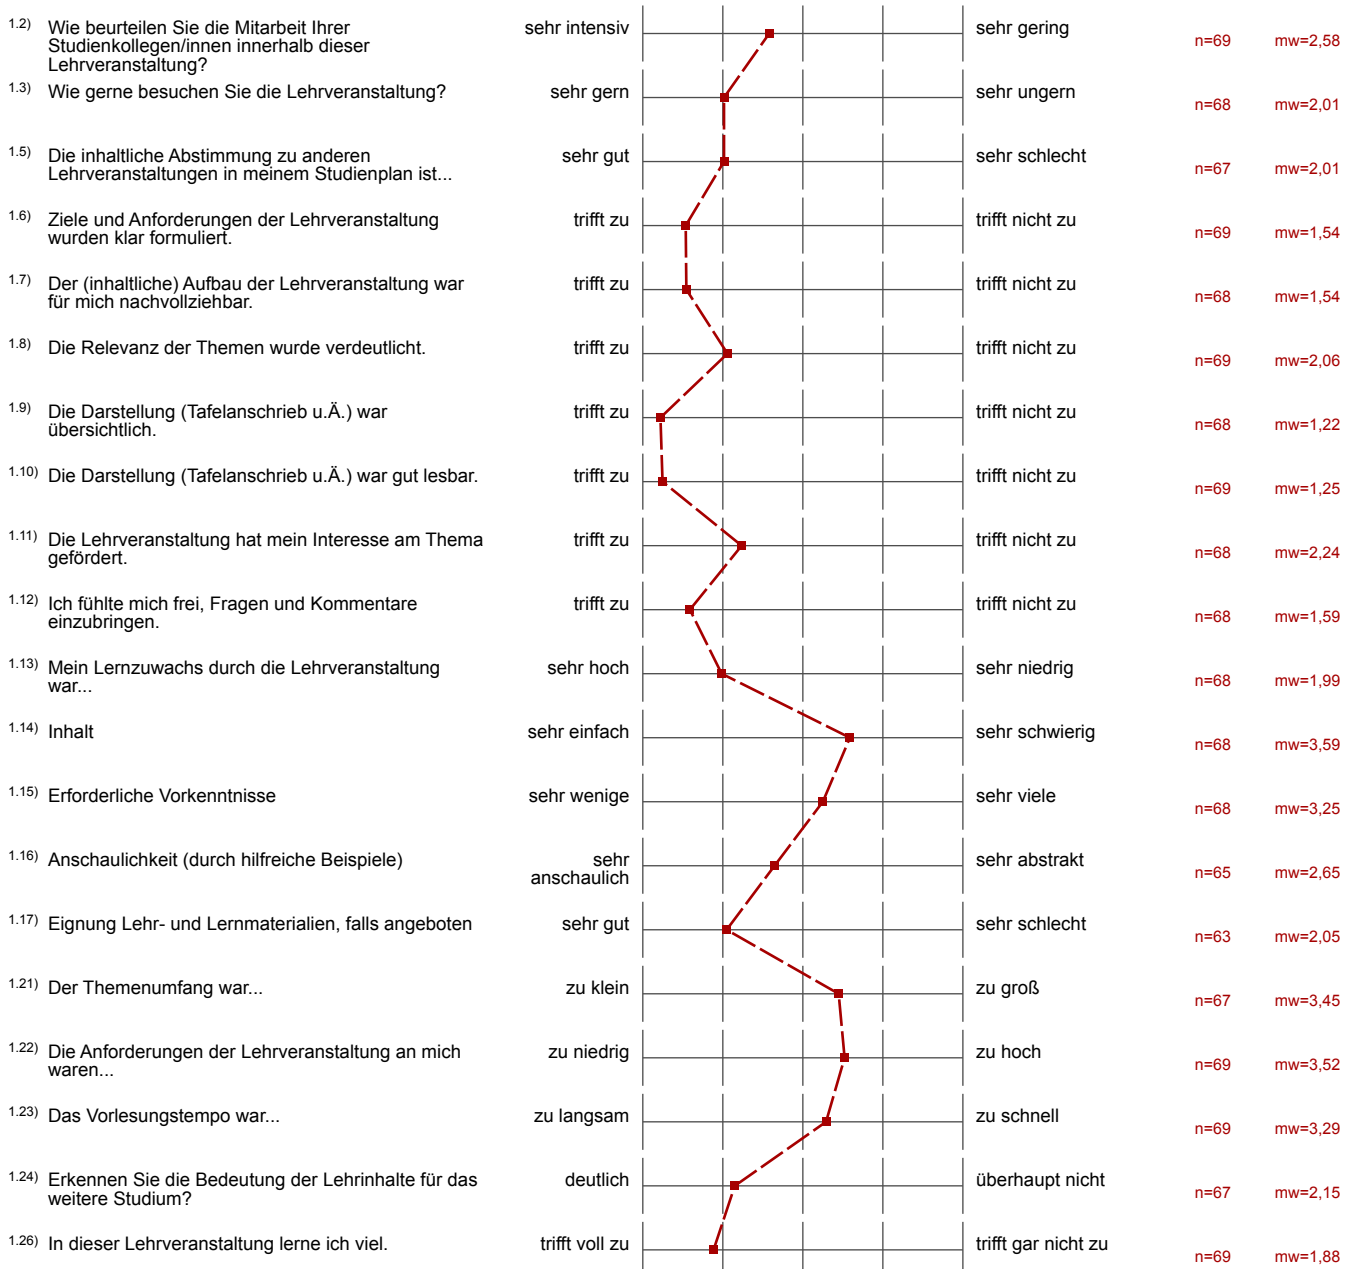 1.2) Wie beurteilen Sie die Mitarbeit Ihrer
Studienkollegen/innen innerhalb dieser
Lehrveranstaltung?
sehr intensiv sehr gering n=69 mw=2,58
1.3) Wie gerne besuchen Sie die Lehrveranstaltung? sehr gern sehr ungern n=68 mw=2,01
1.5) Die inhaltliche Abstimmung zu anderen
Lehrveranstaltungen in meinem Studienplan ist...
sehr gut sehr schlecht n=67 mw=2,01
1.6) Ziele und Anforderungen der Lehrveranstaltung
wurden klar formuliert.
trifft zu trifft nicht zu n=69 mw=1,54
1.7) Der (inhaltliche) Aufbau der Lehrveranstaltung war
für mich nachvollziehbar.
trifft zu trifft nicht zu n=68 mw=1,54
1.8) Die Relevanz der Themen wurde verdeutlicht. trifft zu trifft nicht zu n=69 mw=2,06
1.9) Die Darstellung (Tafelanschrieb u.Ä.) war
übersichtlich.
trifft zu trifft nicht zu n=68 mw=1,22
1.10) Die Darstellung (Tafelanschrieb u.Ä.) war gut lesbar. trifft zu trifft nicht zu n=69 mw=1,25
1.11) Die Lehrveranstaltung hat mein Interesse am Thema
gefördert.
trifft zu trifft nicht zu n=68 mw=2,24
1.12) Ich fühlte mich frei, Fragen und Kommentare
einzubringen.
trifft zu trifft nicht zu n=68 mw=1,59
1.13) Mein Lernzuwachs durch die Lehrveranstaltung
war...
sehr hoch sehr niedrig n=68 mw=1,99
1.14) Inhalt sehr einfach sehr schwierig n=68 mw=3,59
1.15) Erforderliche Vorkenntnisse sehr wenige sehr viele n=68 mw=3,25
1.16) Anschaulichkeit (durch hilfreiche Beispiele) sehr
anschaulich
sehr abstrakt n=65 mw=2,65
1.17) Eignung Lehr- und Lernmaterialien, falls angeboten sehr gut sehr schlecht n=63 mw=2,05
1.21) Der Themenumfang war... zu klein zu groß n=67 mw=3,45
1.22) Die Anforderungen der Lehrveranstaltung an mich
waren...
zu niedrig zu hoch n=69 mw=3,52
1.23) Das Vorlesungstempo war... zu langsam zu schnell n=69 mw=3,29
1.24) Erkennen Sie die Bedeutung der Lehrinhalte für das
weitere Studium?
deutlich überhaupt nicht n=67 mw=2,15
1.26) In dieser Lehrveranstaltung lerne ich viel. trifft voll zu trifft gar nicht zu n=69 mw=1,88